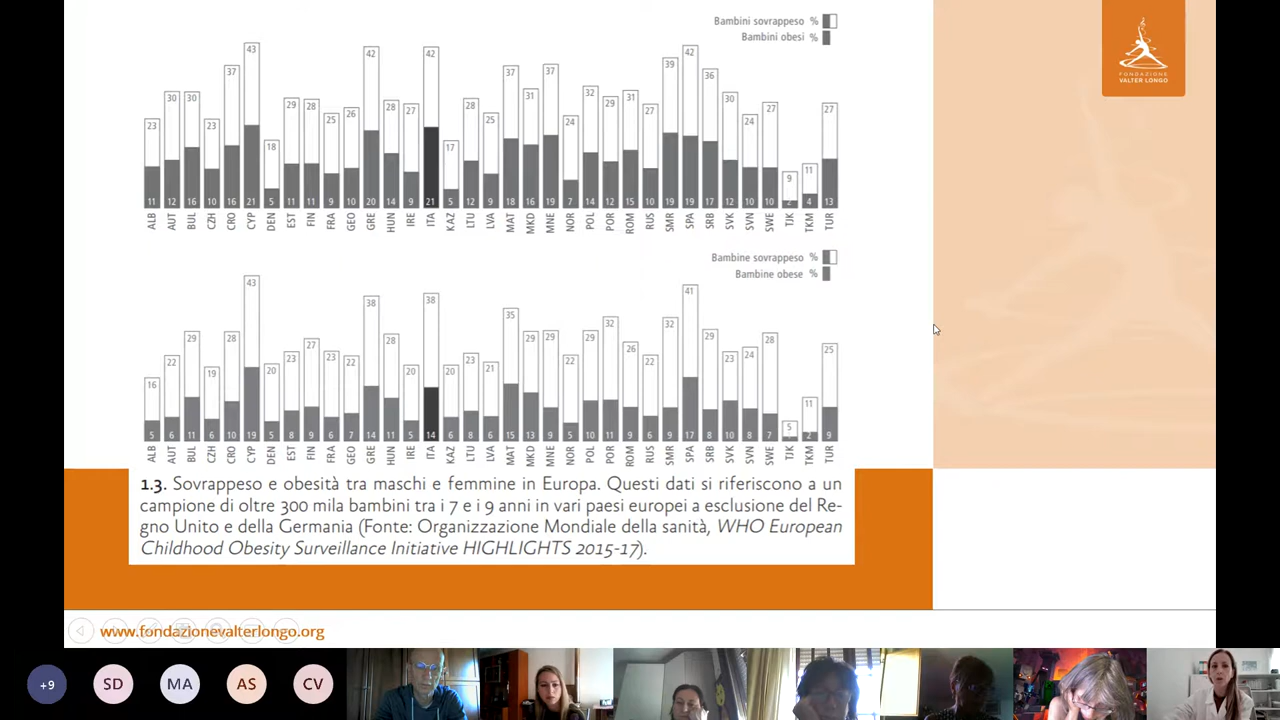 Bambini sovrappeso %
Bambini obesi %
FONDAZIONE
VALTER LONGO
23 30 30 23 37 43 18 29 28 25 26 42 28 27 42 17 28 25 37 31 37 24 32 29 31 27 39 42 36 30 24 27 9 11 27
11 12 16 10 16 21 5 11 11 9 10 20 14 9 21 5 12 9 18 16 19 7 14 12 15 10 19 19 17 12 10 10 2 4 13
ALB AUT BUL CZH CRO CYP DEN EST FIN FRA GEO GRE HUN IRE ITA KAZ LTU LVA MAT MKD MNE NOR POL POR ROM RUS SMR SPA SRB SVK SVN SWE TJK TKM TUR
Bambine sovrappeso %
Bambine obese %
16 22 29 19 28 43 20 23 27 23 22 38 28 20 38 20 23 21 35 29 29 22 29 32 26 22 32 41 29 23 24 28 5 11 25
5 6 11 6 10 19 5 8 9 6 7 14 11 5 14 6 8 6 15 13 9 5 10 11 9 6 9 17 8 10 8 7 2 9
ALB AUT BUL CZH CRO CYP DEN EST FIN FRA GEO GRE HUN IRE ITA KAZ LTU LVA MAT MKD MNE NOR POL POR ROM RUS SMR SPA SRB SVK SVN SWE TJK TKM TUR
1.3. Sovrappeso e obesità tra maschi e femmine in Europa. Questi dati si riferiscono a un
campione di oltre 300 mila bambini tra i 7 e i 9 anni in vari paesi europei a esclusione del Re-
gno Unito e della Germania (Fonte: Organizzazione Mondiale della sanità, WHO European
Childhood Obesity Surveillance Initiative HIGHLIGHTS 2015-17).
www.fondazionevalterlongo.org
+9 SD MA AS CV